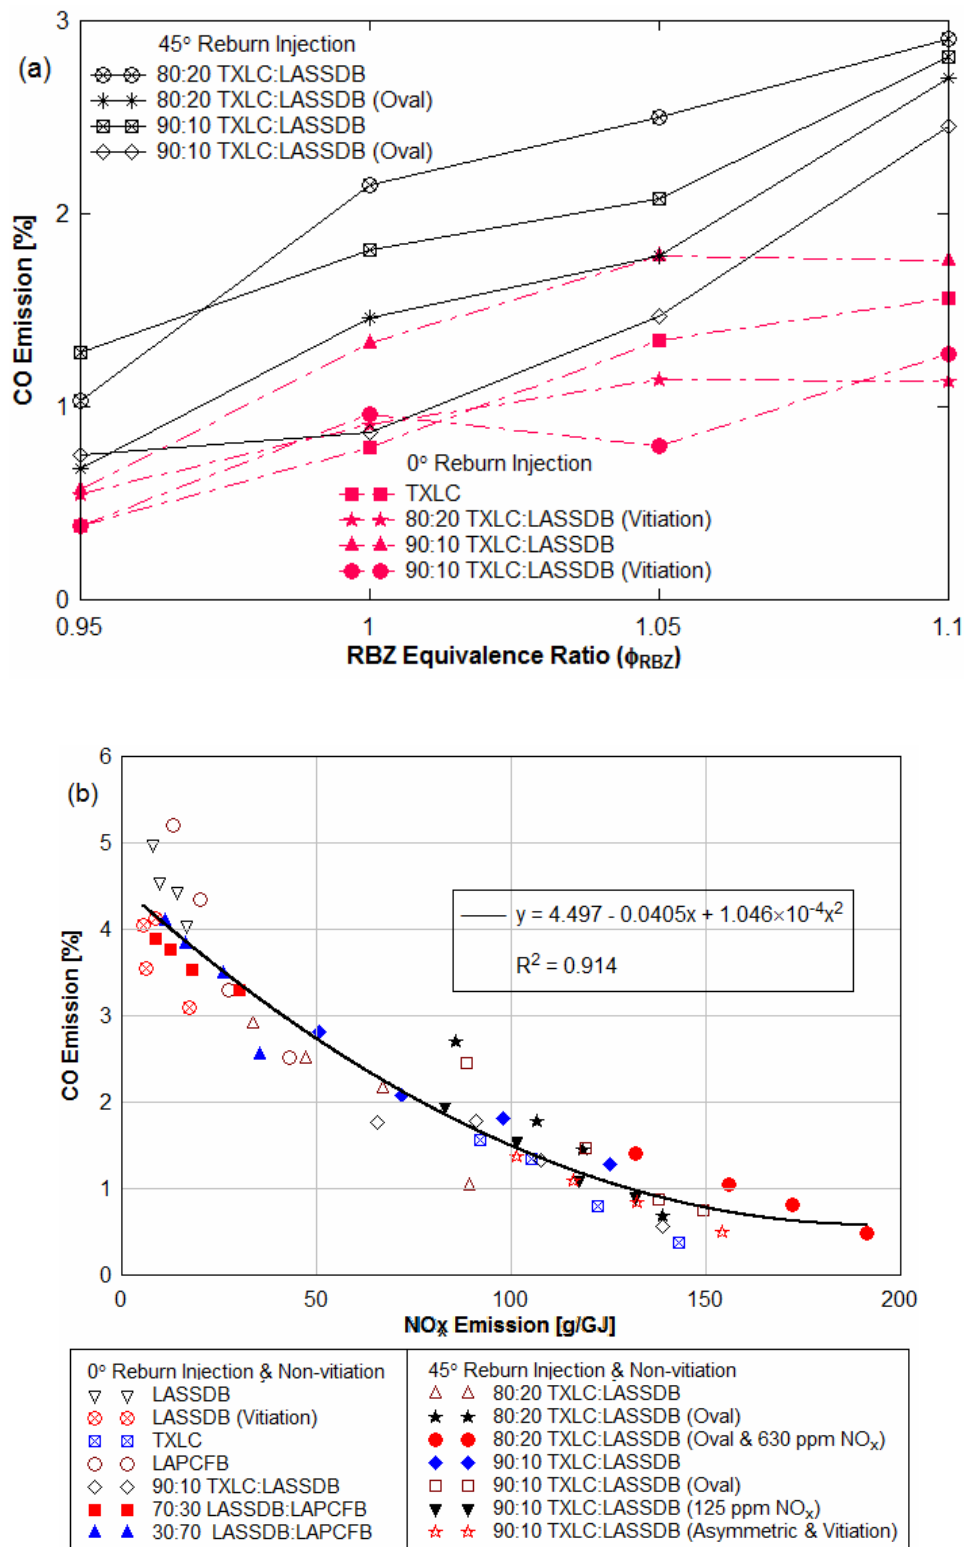 (a)
3
2
1
0
0.95
1
1.05
1.1
CO Emission [%]
RBZ Equivalence Ratio (ϕRBZ)
45° Reburn Injection
80:20 TXLC:LASSDB
80:20 TXLC:LASSDB (Oval)
90:10 TXLC:LASSDB
90:10 TXLC:LASSDB (Oval)
0° Reburn Injection
TXLC
80:20 TXLC:LASSDB (Vitiation)
90:10 TXLC:LASSDB
90:10 TXLC:LASSDB (Vitiation)
(b)
6
5
4
3
2
1
0
0
50
100
150
200
CO Emission [%]
NOx Emission [g/GJ]
y = 4.497 - 0.0405x + 1.046×10⁻⁴x²
R² = 0.914
0° Reburn Injection & Non-vitiation
LASSDB
LASSDB (Vitiation)
TXLC
LAPCFB
90:10 TXLC:LASSDB
70:30 LASSDB:LAPCFB
30:70 LASSDB:LAPCFB
45° Reburn Injection & Non-vitiation
80:20 TXLC:LASSDB
80:20 TXLC:LASSDB (Oval)
80:20 TXLC:LASSDB (Oval & 630 ppm NOx)
90:10 TXLC:LASSDB
90:10 TXLC:LASSDB (Oval)
90:10 TXLC:LASSDB (125 ppm NOx)
90:10 TXLC:LASSDB (Asymmetric & Vitiation)